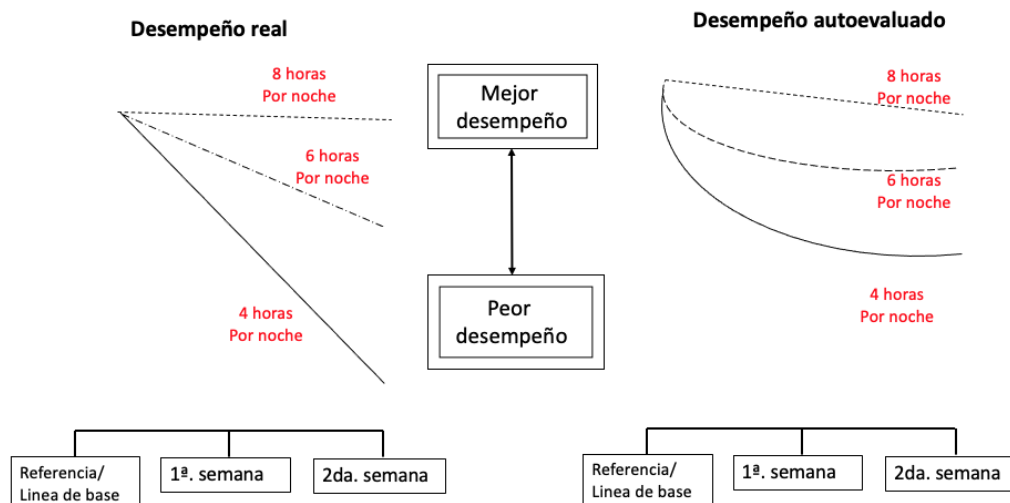 Desempeño real
8 horas
Por noche
6 horas
Por noche
4 horas
Por noche
Referencia/
Linea de base
1ª. semana
2da. semana
Mejor
desempeño
Peor
desempeño
Desempeño autoevaluado
8 horas
Por noche
6 horas
Por noche
4 horas
Por noche
Referencia/
Linea de base
1ª. semana
2da. semana